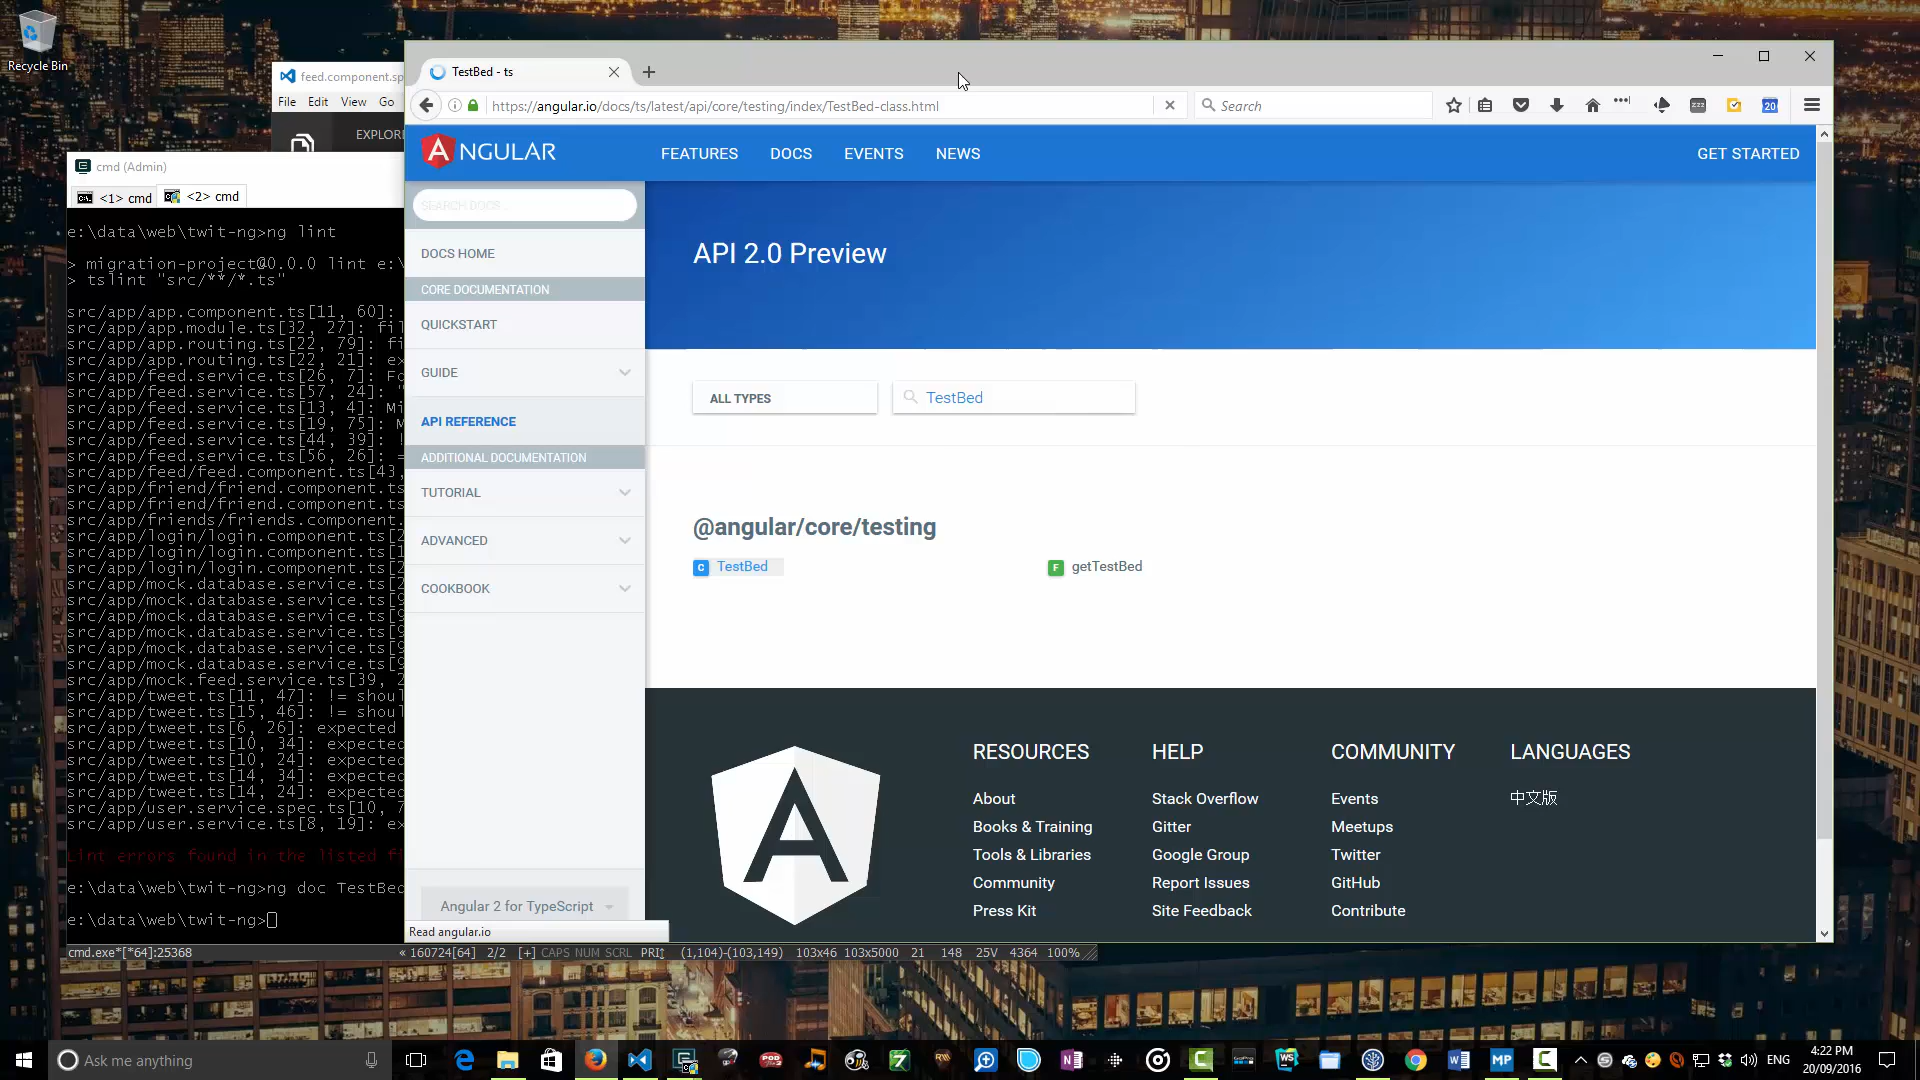 Recycle Bin
feed.component.sp
File Edit View Go
EXPLORE
TestBed - ts
https://angular.io/docs/ts/latest/api/core/testing/index/TestBed-class.html
Search
20
NGULAR
FEATURES
DOCS
EVENTS
NEWS
GET STARTED
SEARCH DOCS...
DOCS HOME
CORE DOCUMENTATION
QUICKSTART
GUIDE
API REFERENCE
ADDITIONAL DOCUMENTATION
TUTORIAL
ADVANCED
COOKBOOK
Angular 2 for TypeScript
Read angular.io
API 2.0 Preview
ALL TYPES
TestBed
@angular/core/testing
C TestBed
F getTestBed
RESOURCES
About
Books & Training
Tools & Libraries
Community
Press Kit
HELP
Stack Overflow
Gitter
Google Group
Report Issues
Site Feedback
COMMUNITY
Events
Meetups
Twitter
GitHub
Contribute
LANGUAGES
中文版
cmd (Admin)
<1> cmd
<2> cmd
e:\data\web\twit-ng>ng lint
> migration-project@0.0.0 lint e:\
> tslint "src/**/*.ts"
src/app/app.component.ts[11, 60]:
src/app/app.module.ts[32, 27]: fil
src/app/app.routing.ts[22, 79]: fi
src/app/app.routing.ts[22, 21]: ex
src/app/feed.service.ts[26, 7]: Fo
src/app/feed.service.ts[57, 24]: "
src/app/feed.service.ts[13, 4]: Mi
src/app/feed.service.ts[19, 75]: M
src/app/feed.service.ts[44, 39]: !
src/app/feed.service.ts[56, 26]: =
src/app/feed/feed.component.ts[43,
src/app/friend/friend.component.ts
src/app/friend/friend.component.ts
src/app/friends/friends.component.
src/app/login/login.component.ts[2
src/app/login/login.component.ts[1
src/app/login/login.component.ts[2
src/app/mock.database.service.ts[2
src/app/mock.database.service.ts[9
src/app/mock.database.service.ts[9
src/app/mock.database.service.ts[9
src/app/mock.database.service.ts[9
src/app/mock.database.service.ts[9
src/app/mock.feed.service.ts[39, 2
src/app/tweet.ts[11, 47]: != shoul
src/app/tweet.ts[15, 46]: != shoul
src/app/tweet.ts[6, 26]: expected
src/app/tweet.ts[10, 34]: expected
src/app/tweet.ts[10, 24]: expected
src/app/tweet.ts[14, 34]: expected
src/app/tweet.ts[14, 24]: expected
src/app/user.service.spec.ts[10, 7
src/app/user.service.ts[8, 19]: ex
Lint errors found in the listed fi
e:\data\web\twit-ng>ng doc TestBed
e:\data\web\twit-ng>
cmd.exe*[*64]:25368
« 160724[64] 2/2 [+] CAPS NUM SCRL PRI↕ (1,104)-(103,149) 103x46 103x5000 21 148 25V 4364 100%
Ask me anything
ENG
4:22 PM
20/09/2016